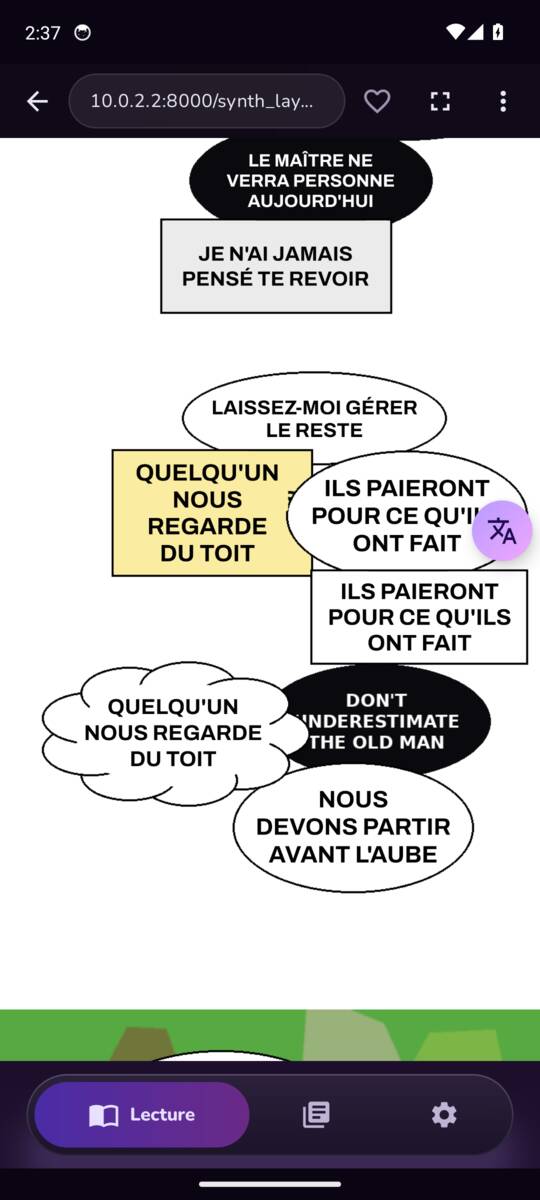 2:37
10.0.2.2:8000/synth_lay...
LE MAÎTRE NE
VERRA PERSONNE
AUJOURD'HUI
JE N'AI JAMAIS
PENSÉ TE REVOIR
LAISSEZ-MOI GÉRER
LE RESTE
QUELQU'UN
NOUS
REGARDE
DU TOIT
ILS PAIERONT
POUR CE
ONT FAIT
ILS PAIERONT
POUR CE QU'ILS
ONT FAIT
QUELQU'UN
NOUS REGARDE
DU TOIT
DON'T
THE OLD MAN
NOUS
DEVONS PARTIR
AVANT L'AUBE
Lecture